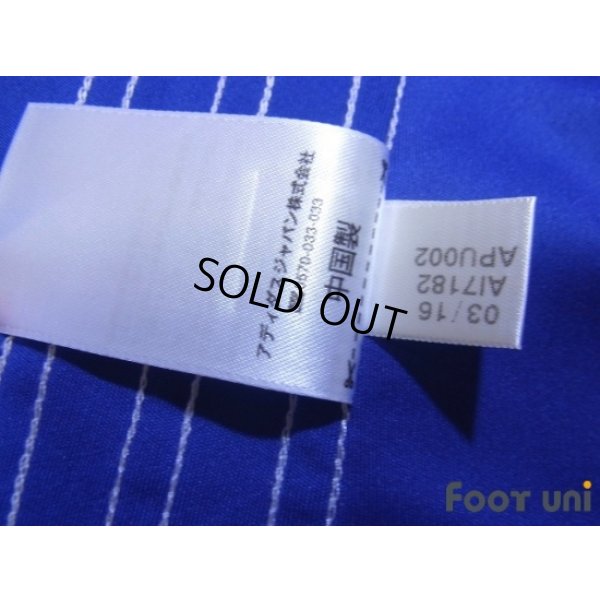 アディダスジャパン株式会社
570-033-033
中国製
03/16
AI7182
APU002
SOLD OUT
FOOT UNI